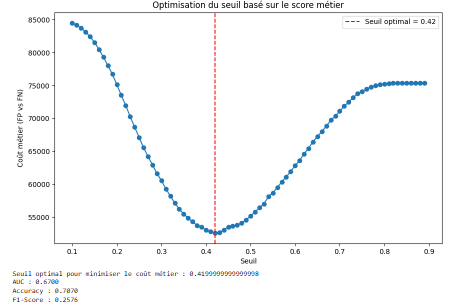 Optimisation du seuil basé sur le score métier
Seuil optimal = 0.42
Coût métier (FP vs FN)
85000
80000
75000
70000
65000
60000
55000
0.1 0.2 0.3 0.4 0.5 0.6 0.7 0.8 0.9
Seuil
Seuil optimal pour minimiser le coût métier : 0.4199999999999998
AUC : 0.6700
Accuracy : 0.7070
F1-Score : 0.2576